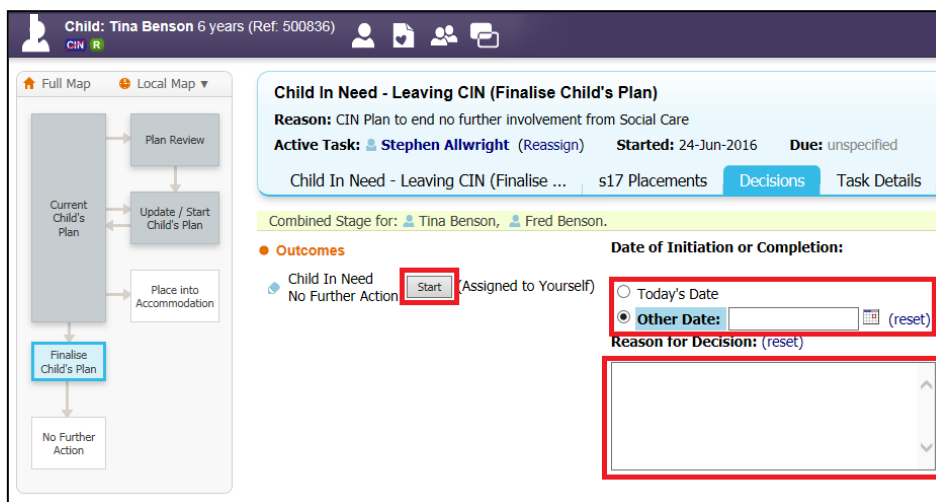 Child: Tina Benson 6 years (Ref: 500836)
CIN R
Full Map Local Map ▼
Current
Child's
Plan
Plan Review
Update / Start
Child's Plan
Place into
Accommodation
Finalise
Child's Plan
No Further
Action
Child In Need - Leaving CIN (Finalise Child's Plan)
Reason: CIN Plan to end no further involvement from Social Care
Active Task: Stephen Allwright (Reassign) Started: 24-Jun-2016 Due: unspecified
Child In Need - Leaving CIN (Finalise ... s17 Placements Decisions Task Details
Combined Stage for: Tina Benson, Fred Benson.
Outcomes
Child In Need
No Further Action Start (Assigned to Yourself)
Date of Initiation or Completion:
Today's Date
Other Date: (reset)
Reason for Decision: (reset)